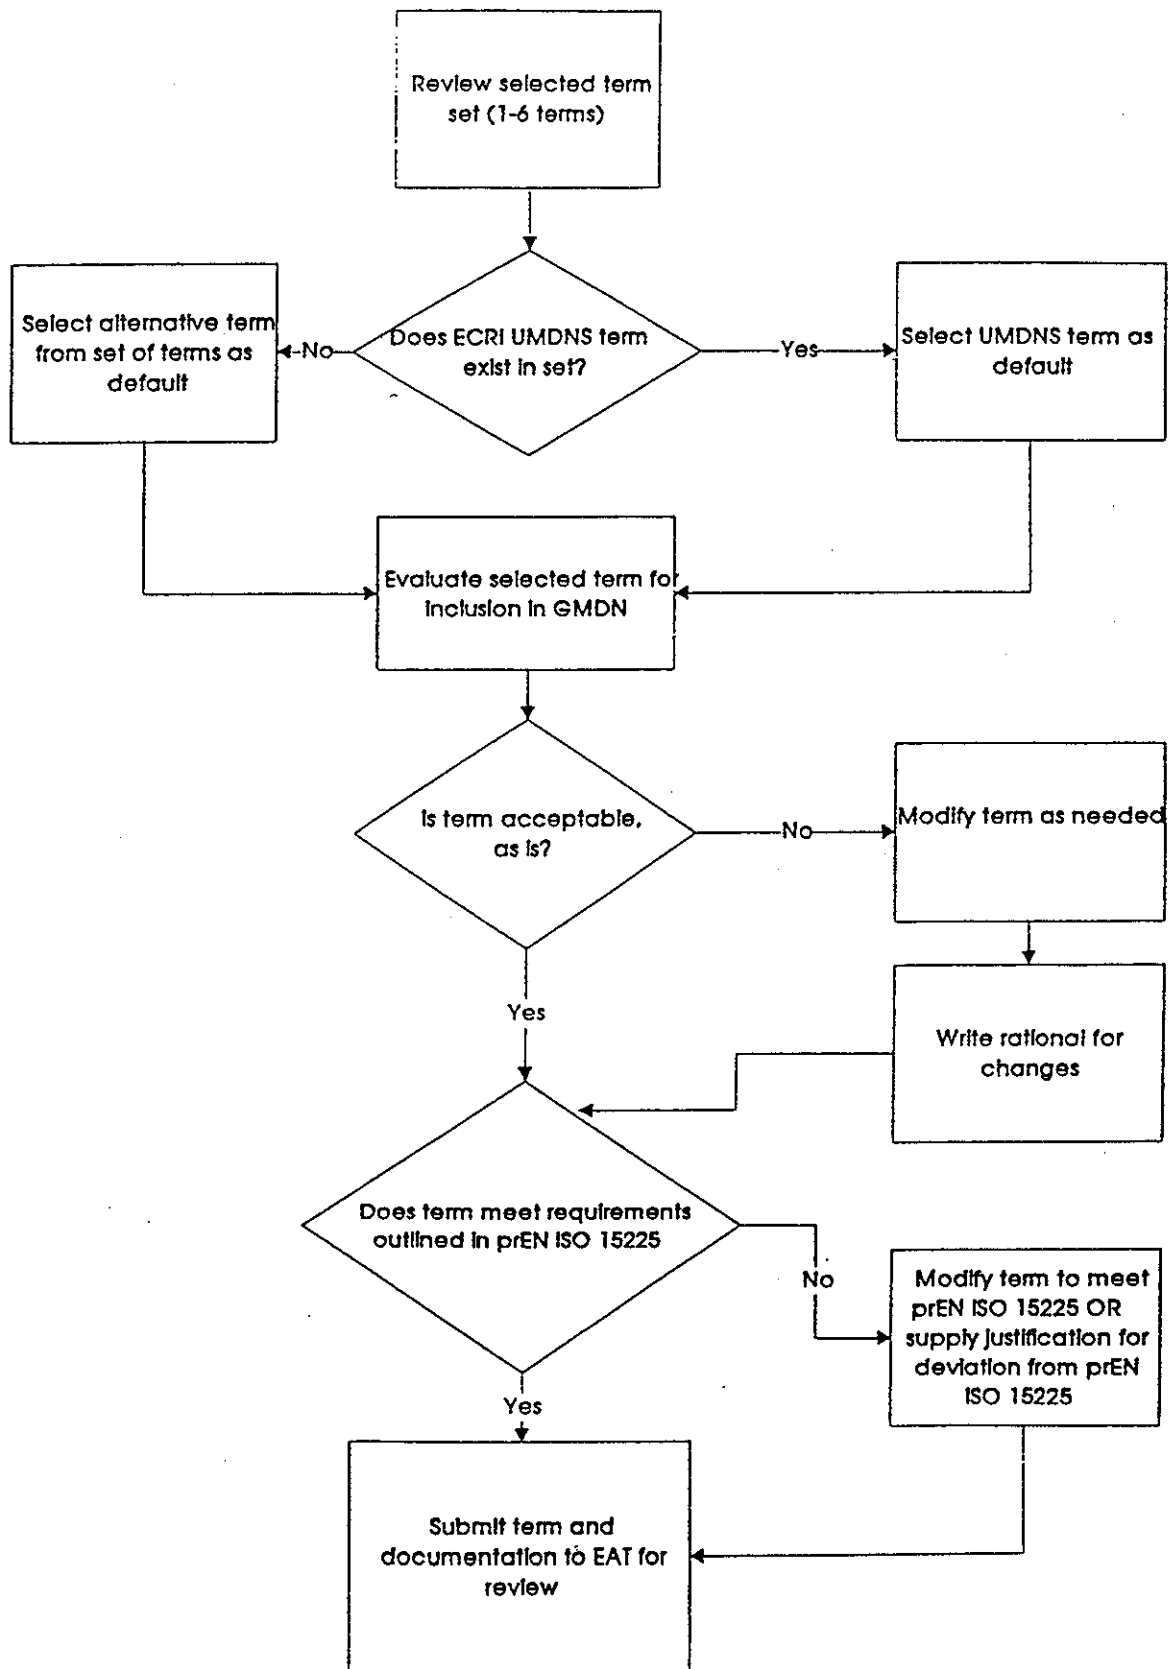 Review selected term
set (1-6 terms)
Select alternative term
from set of terms as
default
No
Does ECRI UMDNS term
exist in set?
Yes
Select UMDNS term as
default
Evaluate selected term for
inclusion in GMDN
Is term acceptable,
as is?
No
Modify term as needed
Yes
Write rational for
changes
Does term meet requirements
outlined in prEN ISO 15225
No
Modify term to meet
prEN ISO 15225 OR
supply justification for
deviation from prEN
ISO 15225
Yes
Submit term and
documentation to EAT for
review